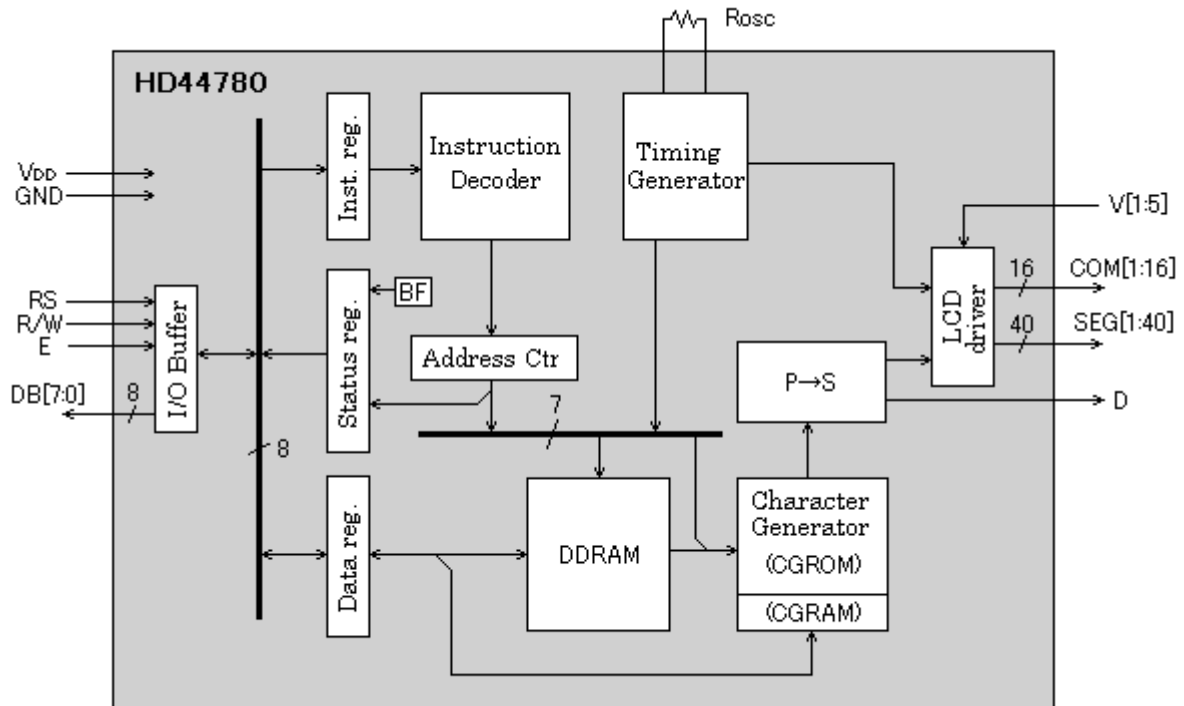 Rosc
HD44780
Inst. reg.
Instruction
Decoder
Timing
Generator
VDD
GND
V[1:5]
RS
R/W
E
DB[7:0]
8
I/O Buffer
8
Status reg.
BF
Address Ctr
7
LCD
driver
16
COM[1:16]
40
SEG[1:40]
P→S
D
Data reg.
DDRAM
Character
Generator
(CGROM)
(CGRAM)